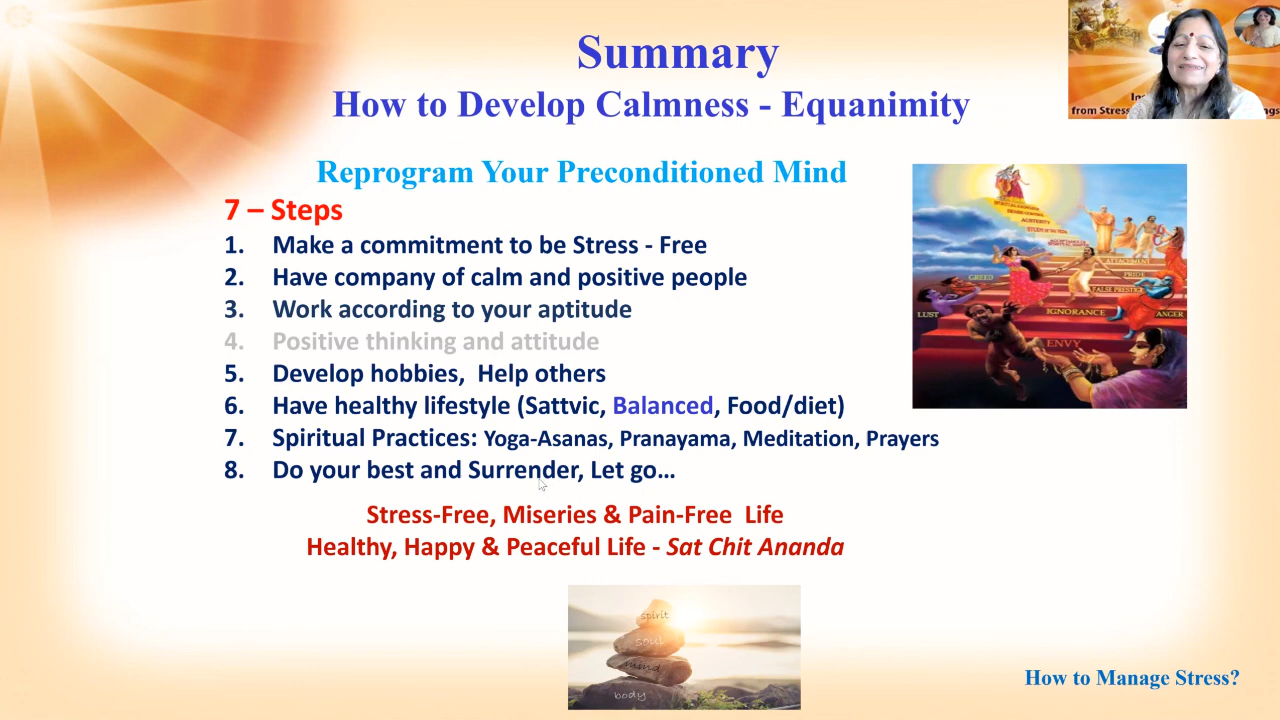 Summary
How to Develop Calmness - Equanimity
from Stress
Reprogram Your Preconditioned Mind
7 – Steps
1. Make a commitment to be Stress - Free
2. Have company of calm and positive people
3. Work according to your aptitude
4. Positive thinking and attitude
5. Develop hobbies, Help others
6. Have healthy lifestyle (Sattvic, Balanced, Food/diet)
7. Spiritual Practices: Yoga-Asanas, Pranayama, Meditation, Prayers
8. Do your best and Surrender, Let go...
AUSTERITY
ATTACHMENT
GREED
PRIDE
FALSE PRESTIGE
LUST
IGNORANCE
ANGER
ENVY
Stress-Free, Miseries & Pain-Free Life
Healthy, Happy & Peaceful Life - Sat Chit Ananda
spirit
soul
mind
body
How to Manage Stress?